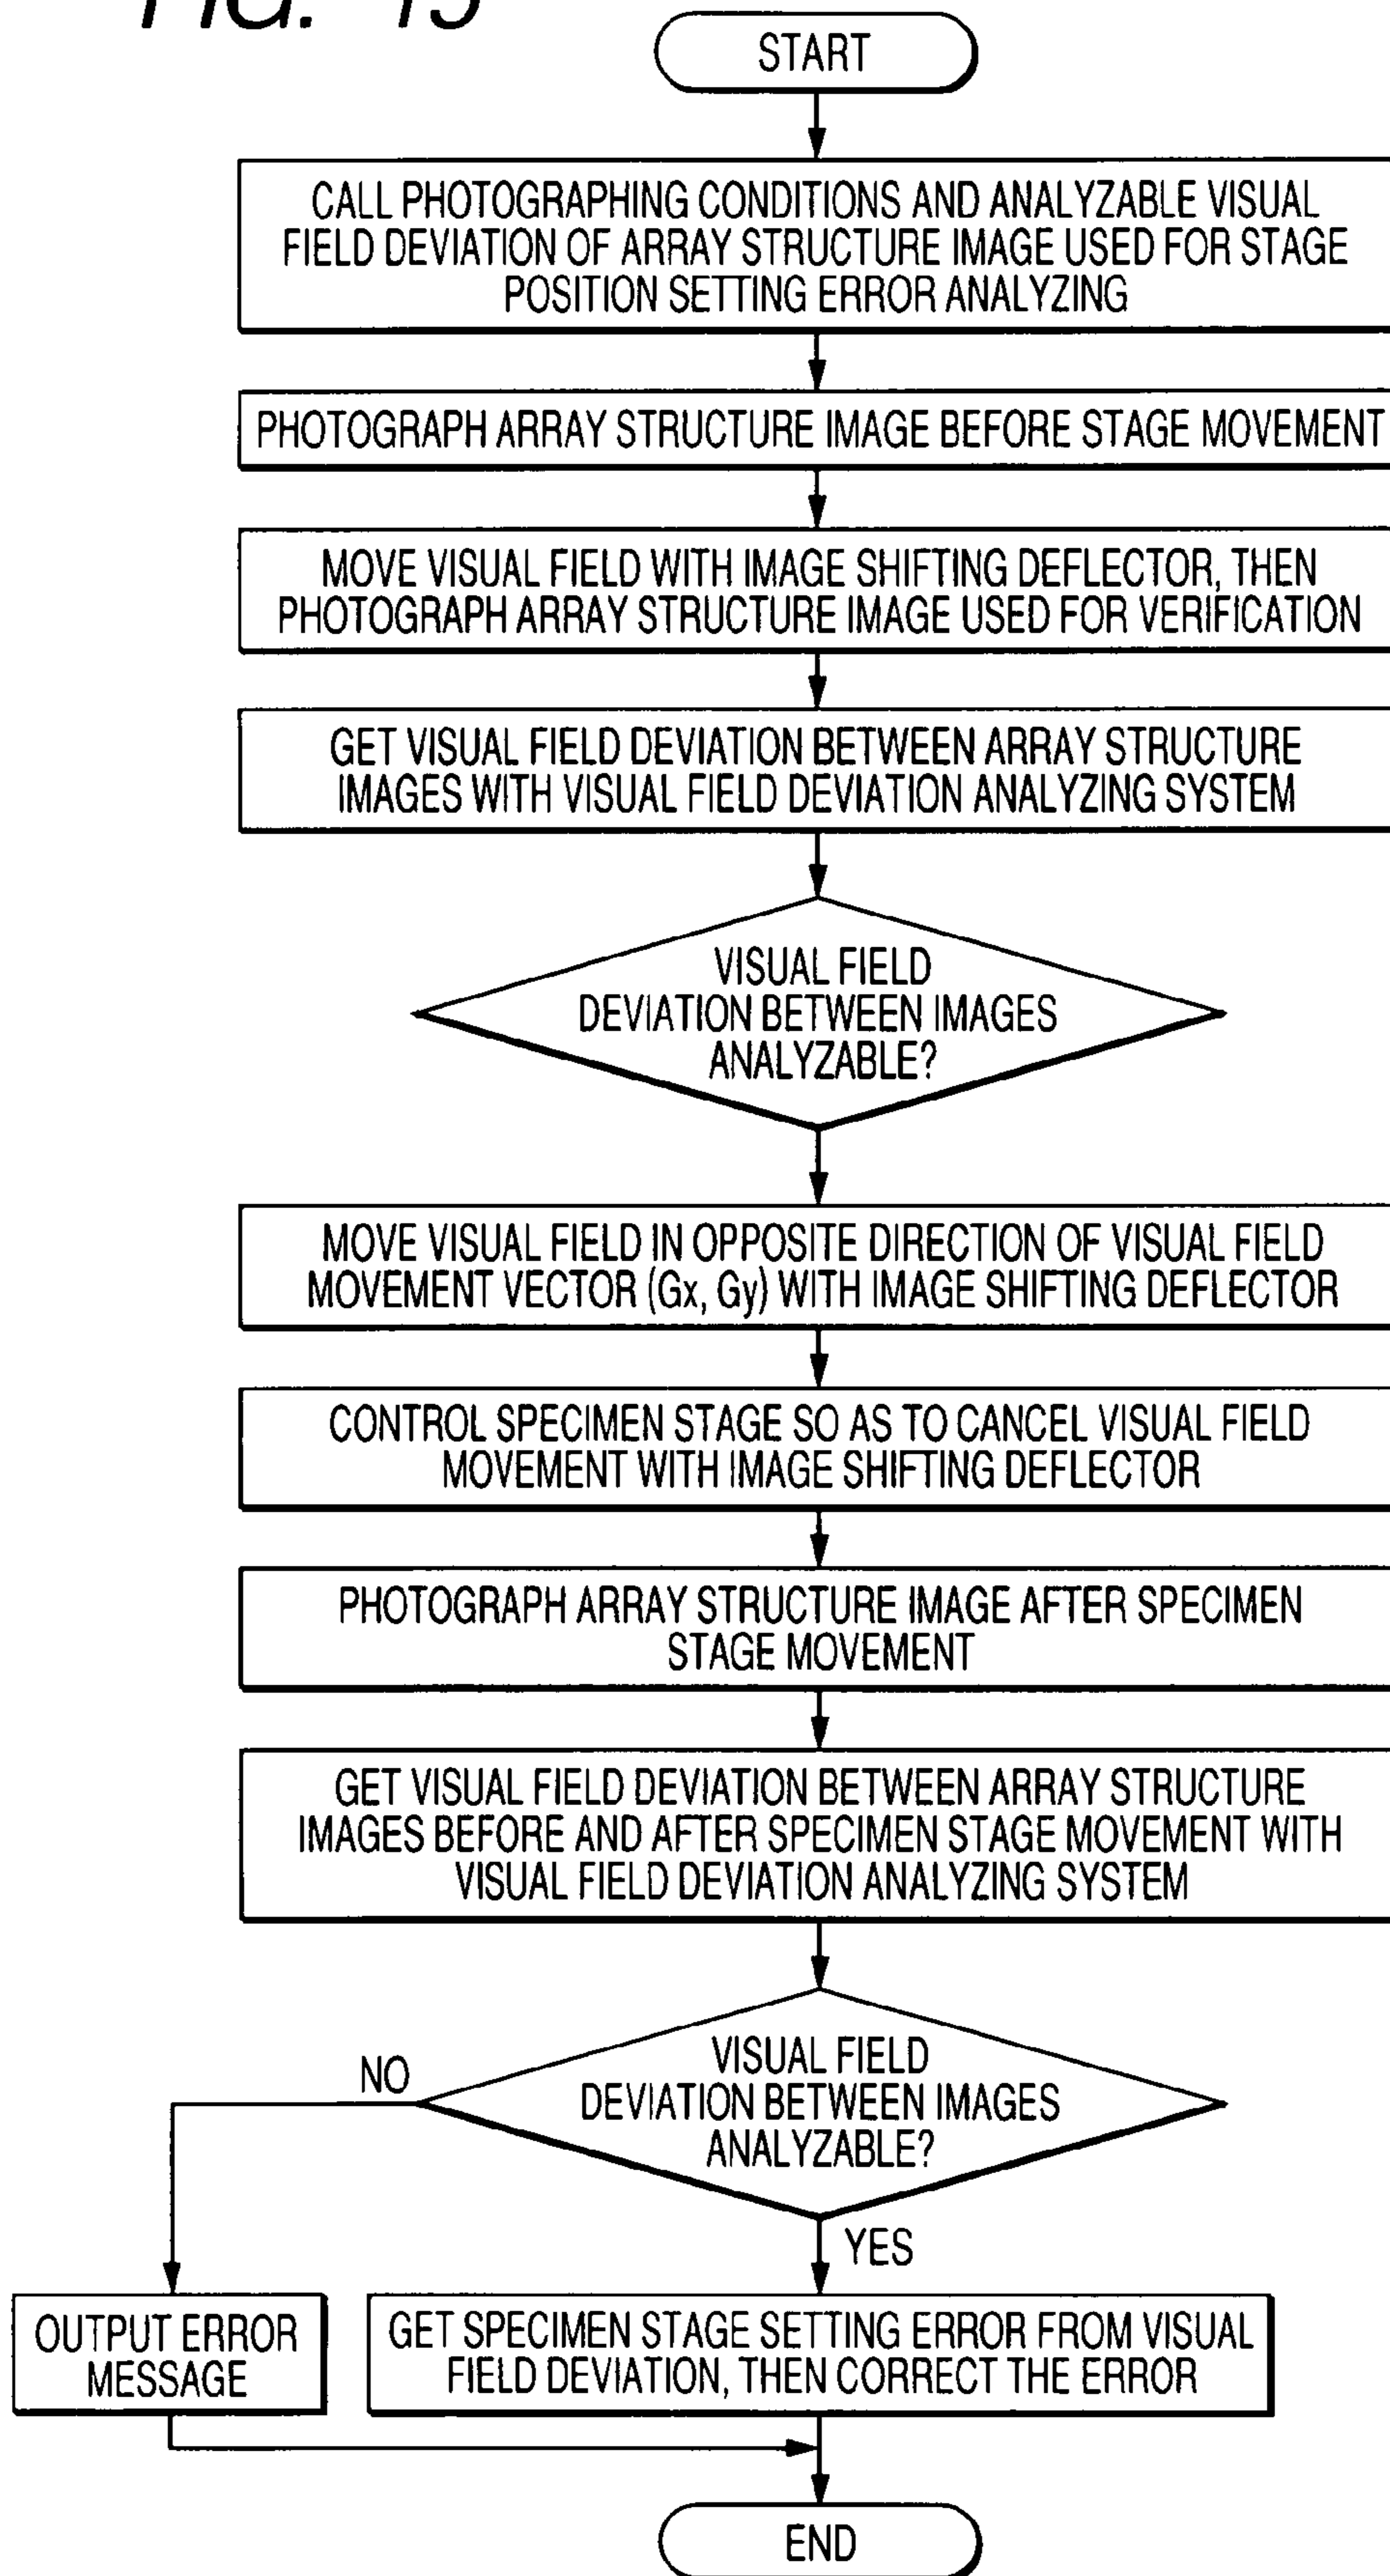 FIG.
START
CALL PHOTOGRAPHING CONDITIONS AND ANALYZABLE VISUAL
FIELD DEVIATION OF ARRAY STRUCTURE IMAGE USED FOR STAGE
POSITION SETTING ERROR ANALYZING
PHOTOGRAPH ARRAY STRUCTURE IMAGE BEFORE STAGE MOVEMENT
MOVE VISUAL FIELD WITH IMAGE SHIFTING DEFLECTOR, THEN
PHOTOGRAPH ARRAY STRUCTURE IMAGE USED FOR VERIFICATION
GET VISUAL FIELD DEVIATION BETWEEN ARRAY STRUCTURE
IMAGES WITH VISUAL FIELD DEVIATION ANALYZING SYSTEM
VISUAL FIELD
DEVIATION BETWEEN IMAGES
ANALYZABLE?
MOVE VISUAL FIELD IN OPPOSITE DIRECTION OF VISUAL FIELD
MOVEMENT VECTOR (Gx, Gy) WITH IMAGE SHIFTING DEFLECTOR
CONTROL SPECIMEN STAGE SO AS TO CANCEL VISUAL FIELD
MOVEMENT WITH IMAGE SHIFTING DEFLECTOR
PHOTOGRAPH ARRAY STRUCTURE IMAGE AFTER SPECIMEN
STAGE MOVEMENT
GET VISUAL FIELD DEVIATION BETWEEN ARRAY STRUCTURE
IMAGES BEFORE AND AFTER SPECIMEN STAGE MOVEMENT WITH
VISUAL FIELD DEVIATION ANALYZING SYSTEM
VISUAL FIELD
DEVIATION BETWEEN IMAGES
ANALYZABLE?
NO
YES
OUTPUT ERROR
MESSAGE
GET SPECIMEN STAGE SETTING ERROR FROM VISUAL
FIELD DEVIATION, THEN CORRECT THE ERROR
END